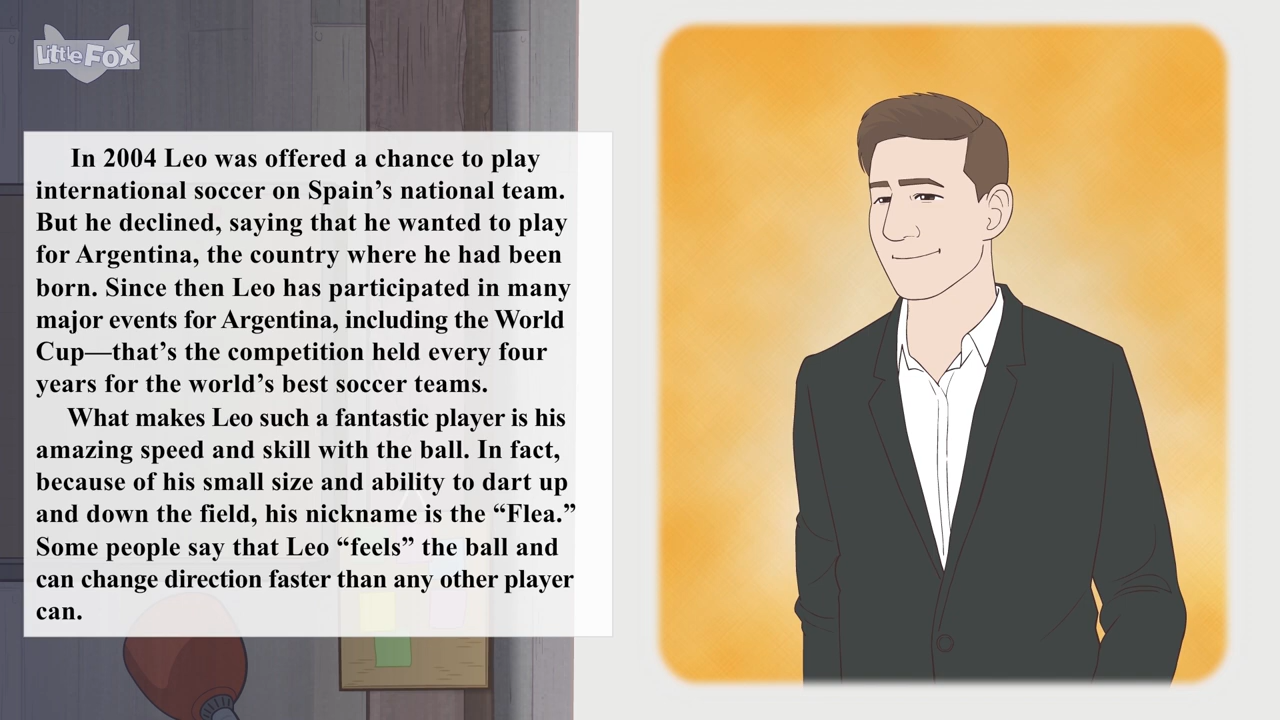 Little Fox
In 2004 Leo was offered a chance to play
international soccer on Spain's national team.
But he declined, saying that he wanted to play
for Argentina, the country where he had been
born. Since then Leo has participated in many
major events for Argentina, including the World
Cup—that's the competition held every four
years for the world's best soccer teams.
What makes Leo such a fantastic player is his
amazing speed and skill with the ball. In fact,
because of his small size and ability to dart up
and down the field, his nickname is the “Flea.”
Some people say that Leo “feels” the ball and
can change direction faster than any other player
can.